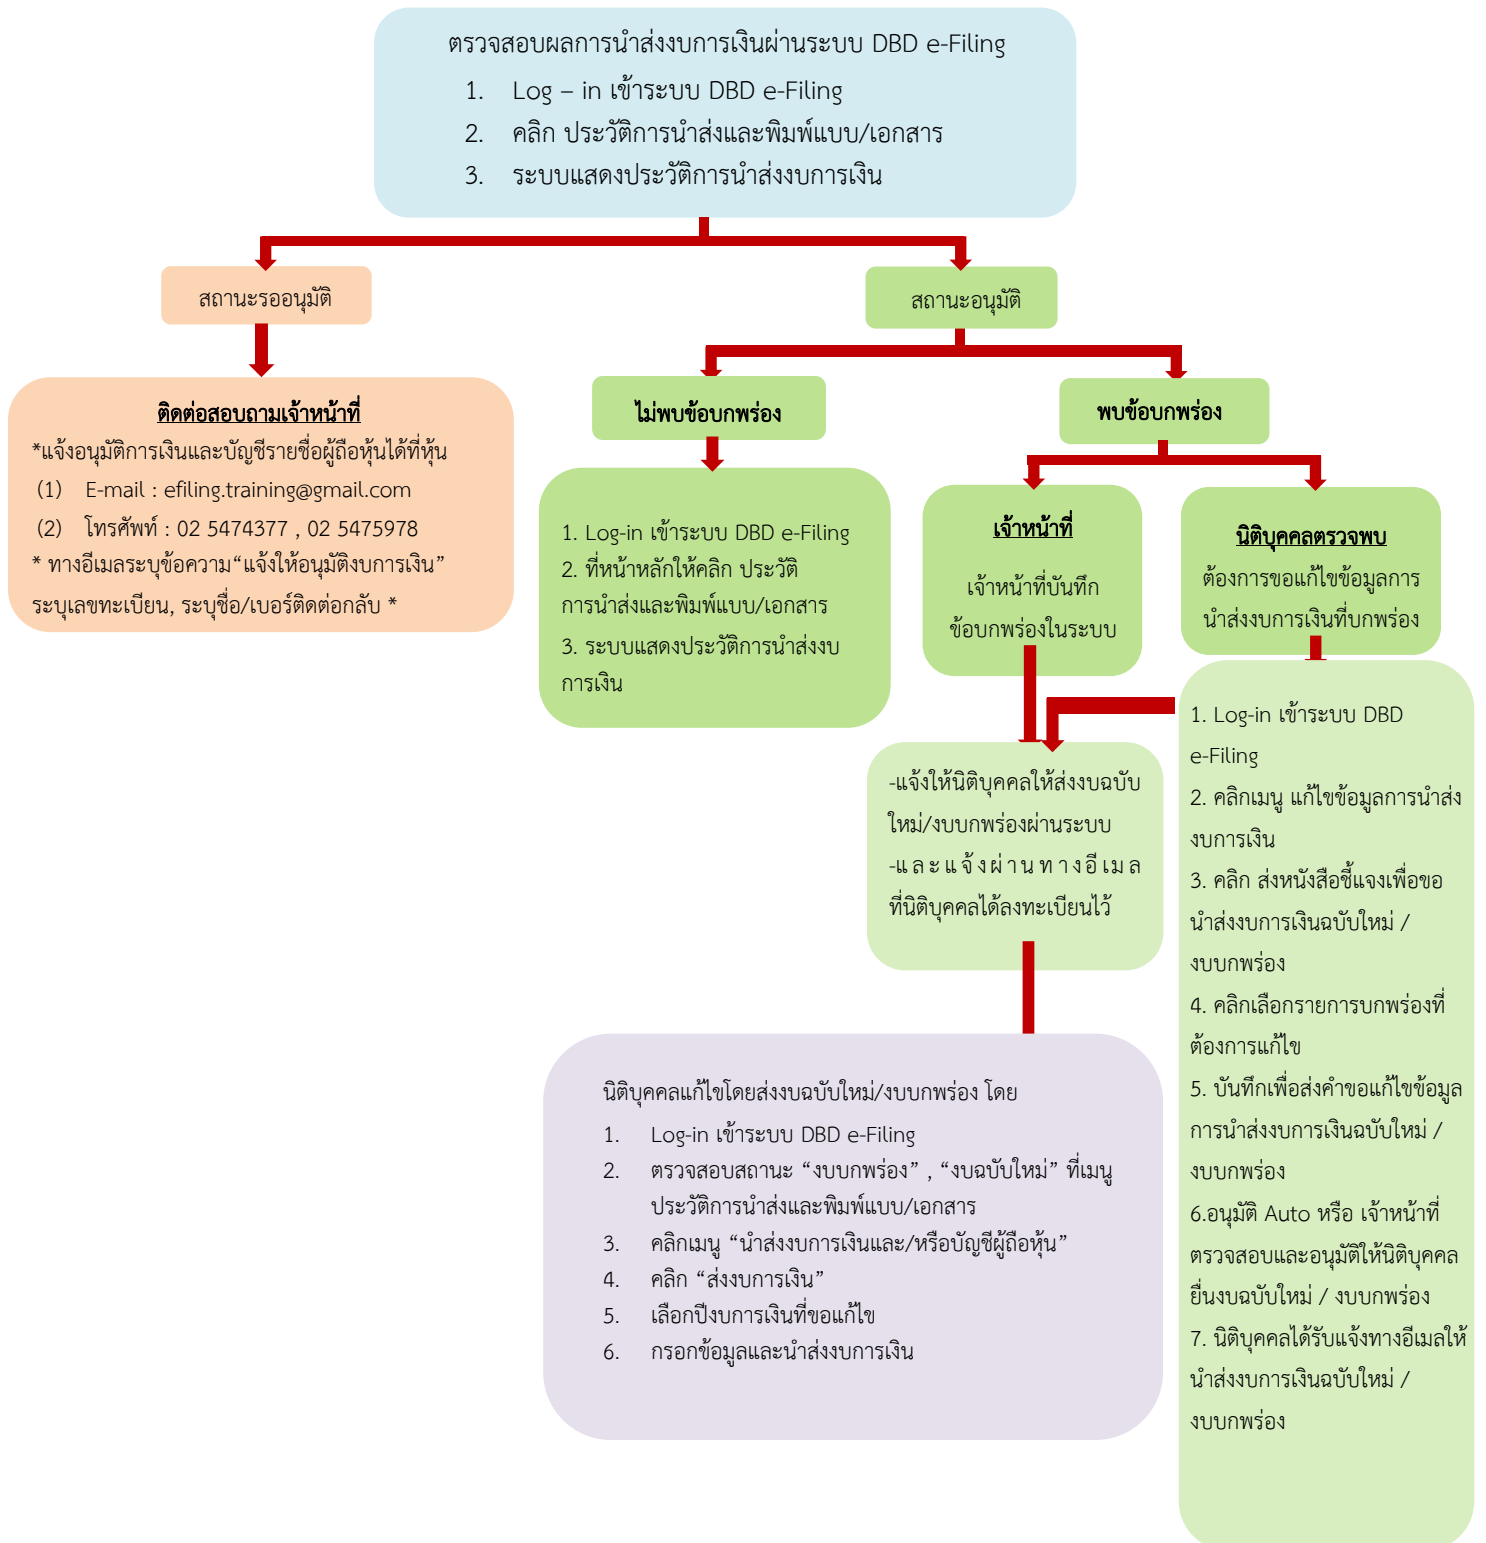 ตรวจสอบผลการนำส่งงบการเงินผ่านระบบ DBD e-Filing
1. Log – in เข้าระบบ DBD e-Filing
2. คลิก ประวัติการนำส่งและพิมพ์แบบ/เอกสาร
3. ระบบแสดงประวัติการนำส่งงบการเงิน
สถานะรออนุมัติ
สถานะอนุมัติ
ติดต่อสอบถามเจ้าหน้าที่
*แจ้งอนุมัติการเงินและบัญชีรายชื่อผู้ถือหุ้นได้ที่หุ้น
(1) E-mail : efiling.training@gmail.com
(2) โทรศัพท์ : 02 5474377 , 02 5475978
* ทางอีเมลระบุข้อความ“แจ้งให้อนุมัติงบการเงิน”
ระบุเลขทะเบียน, ระบุชื่อ/เบอร์ติดต่อกลับ *
ไม่พบข้อบกพร่อง
พบข้อบกพร่อง
1. Log-in เข้าระบบ DBD e-Filing
2. ที่หน้าหลักให้คลิก ประวัติ
การนำส่งและพิมพ์แบบ/เอกสาร
3. ระบบแสดงประวัติการนำส่งงบ
การเงิน
เจ้าหน้าที่
เจ้าหน้าที่บันทึก
ข้อบกพร่องในระบบ
นิติบุคคลตรวจพบ
ต้องการขอแก้ไขข้อมูลการ
นำส่งงบการเงินที่บกพร่อง
-แจ้งให้นิติบุคคลให้ส่งงบฉบับ
ใหม่/งบบกพร่องผ่านระบบ
-และแจ้งผ่านทางอีเมล
ที่นิติบุคคลได้ลงทะเบียนไว้
1. Log-in เข้าระบบ DBD
e-Filing
2. คลิกเมนู แก้ไขข้อมูลการนำส่ง
งบการเงิน
3. คลิก ส่งหนังสือชี้แจงเพื่อขอ
นำส่งงบการเงินฉบับใหม่ /
งบบกพร่อง
4. คลิกเลือกรายการบกพร่องที่
ต้องการแก้ไข
5. บันทึกเพื่อส่งคำขอแก้ไขข้อมูล
การนำส่งงบการเงินฉบับใหม่ /
งบบกพร่อง
6.อนุมัติ Auto หรือ เจ้าหน้าที่
ตรวจสอบและอนุมัติให้นิติบุคคล
ยื่นงบฉบับใหม่ / งบบกพร่อง
7. นิติบุคคลได้รับแจ้งทางอีเมลให้
นำส่งงบการเงินฉบับใหม่ /
งบบกพร่อง
นิติบุคคลแก้ไขโดยส่งงบฉบับใหม่/งบบกพร่อง โดย
1. Log-in เข้าระบบ DBD e-Filing
2. ตรวจสอบสถานะ “งบบกพร่อง” , “งบฉบับใหม่” ที่เมนู
ประวัติการนำส่งและพิมพ์แบบ/เอกสาร
3. คลิกเมนู “นำส่งงบการเงินและ/หรือบัญชีผู้ถือหุ้น”
4. คลิก “ส่งงบการเงิน”
5. เลือกปีงบการเงินที่ขอแก้ไข
6. กรอกข้อมูลและนำส่งงบการเงิน